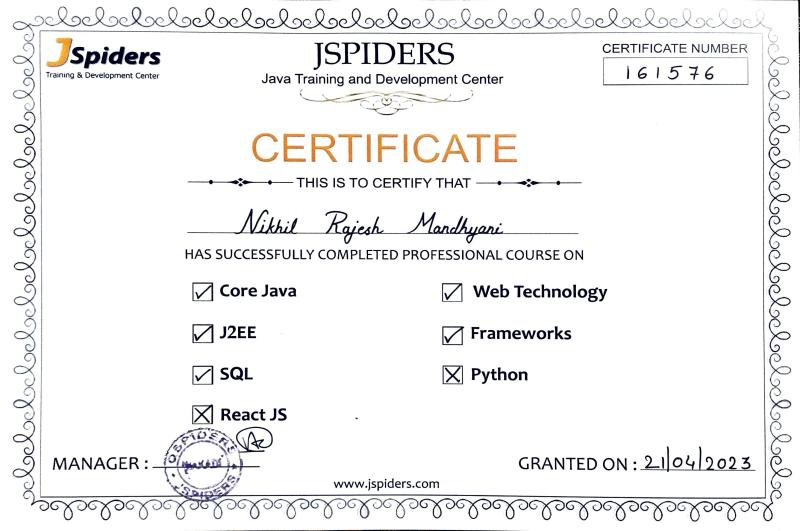 JSpiders
Training & Development Center
JSPIDERS
Java Training and Development Center
CERTIFICATE NUMBER
161576
CERTIFICATE
THIS IS TO CERTIFY THAT
Nikhil Rajesh Mandhyani
HAS SUCCESSFULLY COMPLETED PROFESSIONAL COURSE ON
Core Java
Web Technology
J2EE
Frameworks
SQL
Python
React JS
QSPIDERS
JSPIDERS
MANAGER :
GRANTED ON : 21/04/2023
www.jspiders.com